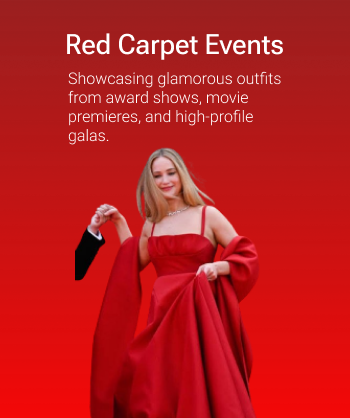 Red Carpet Events
Showcasing glamorous outfits
from award shows, movie
premieres, and high-profile
galas.